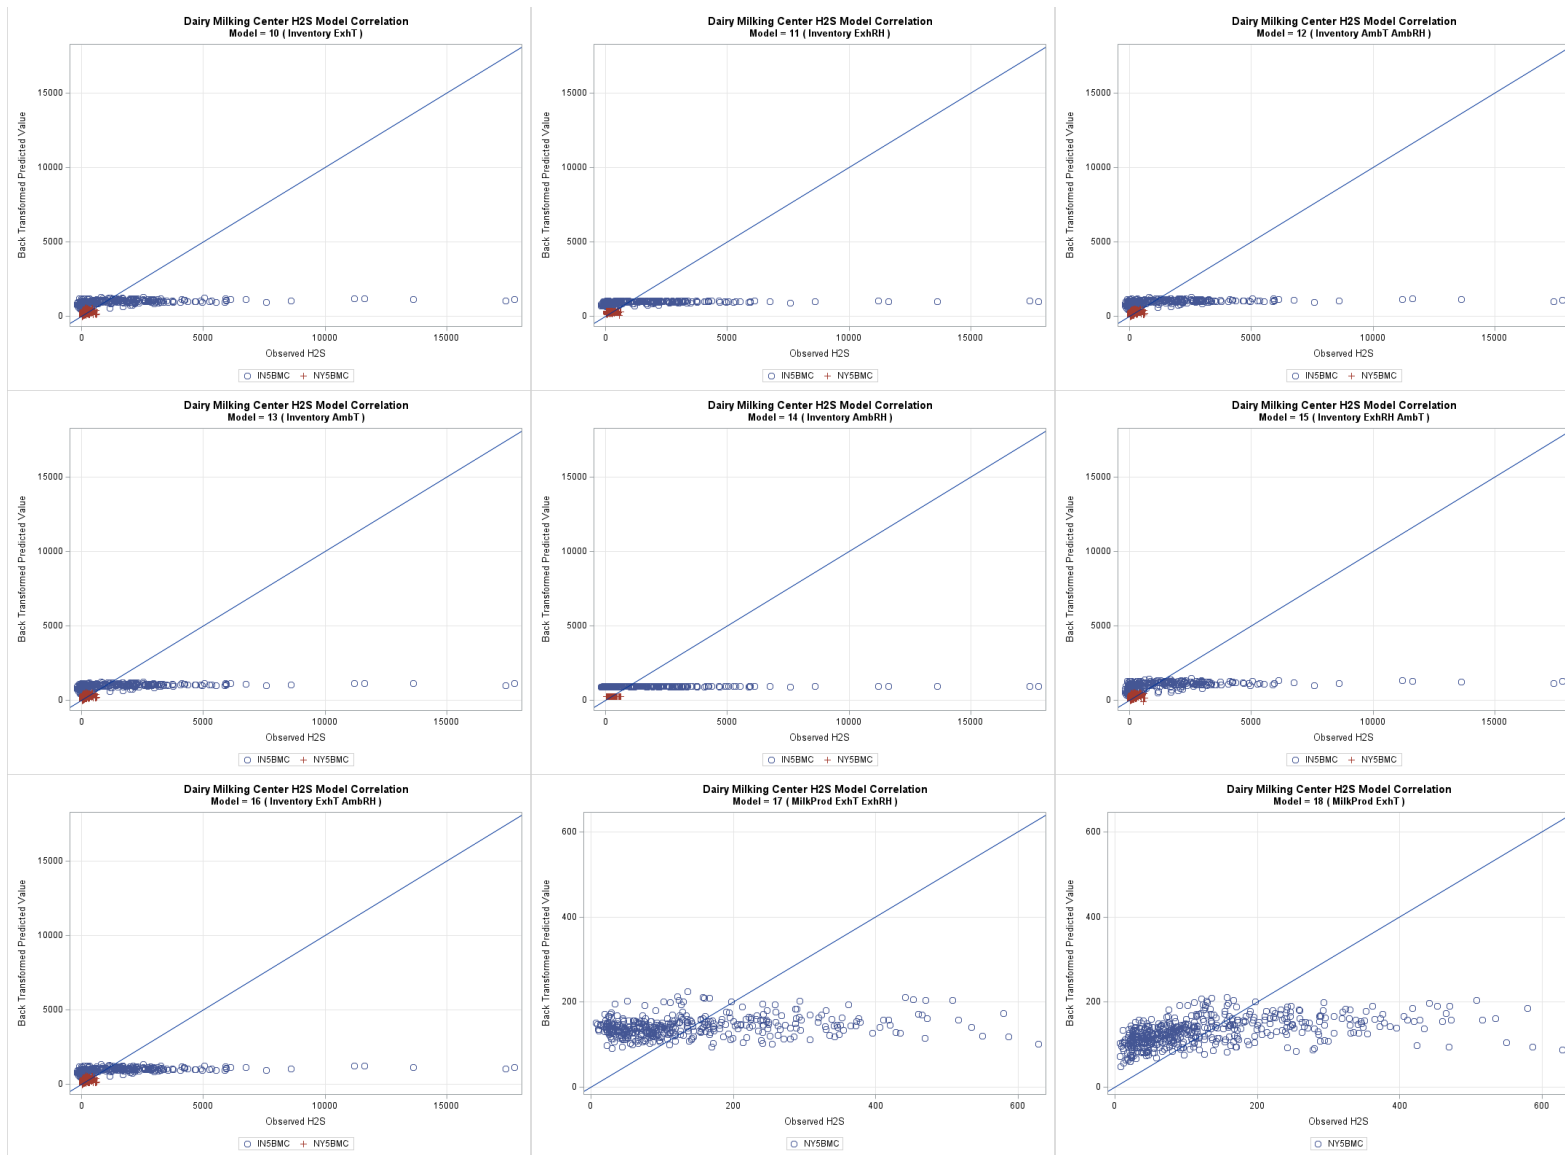 Dairy Milking Center H2S Model Correlation
Model = 10 ( Inventory ExhT )
Back Transformed Predicted Value
15000
10000
5000
0
0 5000 10000 15000
Observed H2S
IN5BMC NY5BMC
Dairy Milking Center H2S Model Correlation
Model = 11 ( Inventory ExhRH )
Back Transformed Predicted Value
15000
10000
5000
0
0 5000 10000 15000
Observed H2S
IN5BMC NY5BMC
Dairy Milking Center H2S Model Correlation
Model = 12 ( Inventory AmbT AmbRH )
Back Transformed Predicted Value
15000
10000
5000
0
0 5000 10000 15000
Observed H2S
IN5BMC NY5BMC
Dairy Milking Center H2S Model Correlation
Model = 13 ( Inventory AmbT )
Back Transformed Predicted Value
15000
10000
5000
0
0 5000 10000 15000
Observed H2S
IN5BMC NY5BMC
Dairy Milking Center H2S Model Correlation
Model = 14 ( Inventory AmbRH )
Back Transformed Predicted Value
15000
10000
5000
0
0 5000 10000 15000
Observed H2S
IN5BMC NY5BMC
Dairy Milking Center H2S Model Correlation
Model = 15 ( Inventory ExhRH AmbT )
Back Transformed Predicted Value
15000
10000
5000
0
0 5000 10000 15000
Observed H2S
IN5BMC NY5BMC
Dairy Milking Center H2S Model Correlation
Model = 16 ( Inventory ExhT AmbRH )
Back Transformed Predicted Value
15000
10000
5000
0
0 5000 10000 15000
Observed H2S
IN5BMC NY5BMC
Dairy Milking Center H2S Model Correlation
Model = 17 ( MilkProd ExhT ExhRH )
Back Transformed Predicted Value
600
400
200
0
0 200 400 600
Observed H2S
NY5BMC
Dairy Milking Center H2S Model Correlation
Model = 18 ( MilkProd ExhT )
Back Transformed Predicted Value
600
400
200
0
0 200 400 600
Observed H2S
NY5BMC